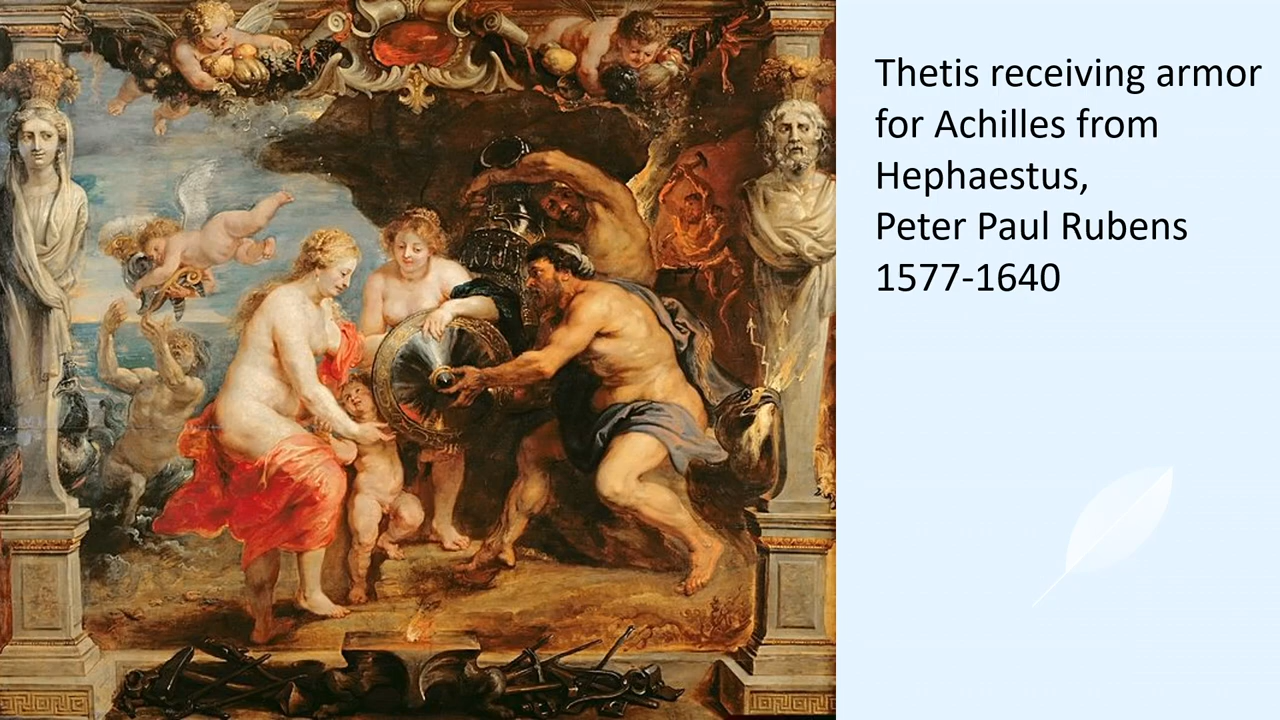 Thetis receiving armor
for Achilles from
Hephaestus,
Peter Paul Rubens
1577-1640